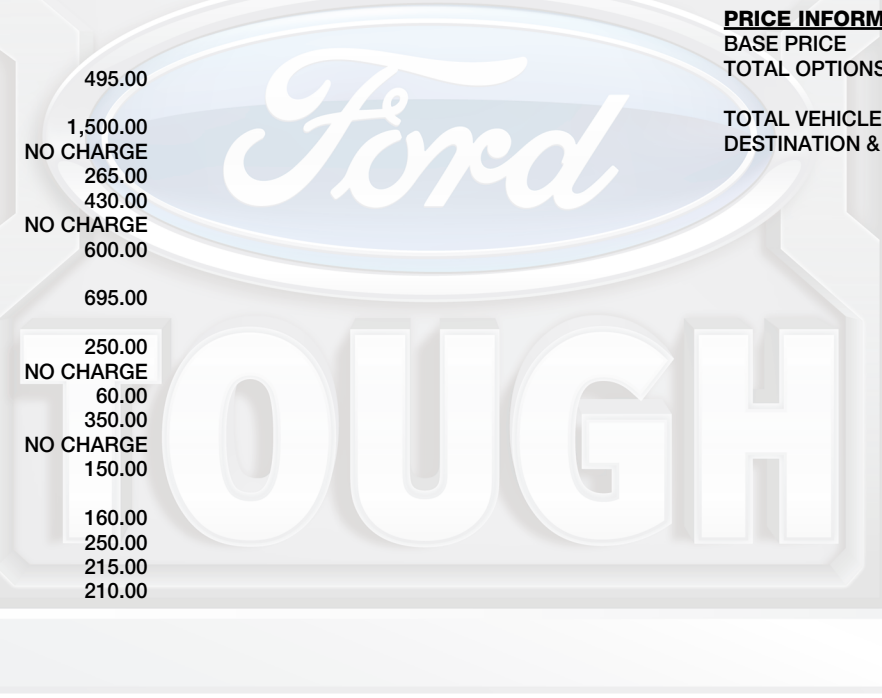 495.00
1,500.00
NO CHARGE
265.00
430.00
NO CHARGE
600.00
695.00
250.00
NO CHARGE
60.00
350.00
NO CHARGE
150.00
160.00
250.00
215.00
210.00
PRICE INFORM
BASE PRICE
TOTAL OPTIONS
TOTAL VEHICLE
DESTINATION &
Ford
TOUGH